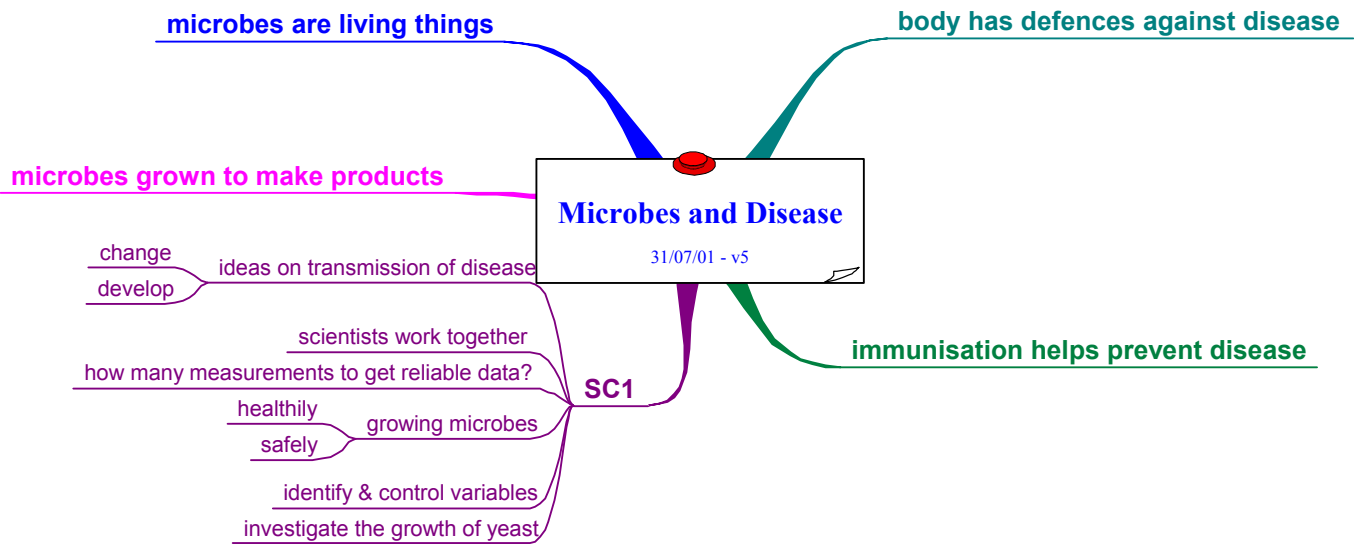 microbes are living things
body has defences against disease
microbes grown to make products
Microbes and Disease
31/07/01 - v5
change
ideas on transmission of disease
develop
scientists work together
immunisation helps prevent disease
how many measurements to get reliable data?
SC1
healthily
growing microbes
safely
identify & control variables
investigate the growth of yeast